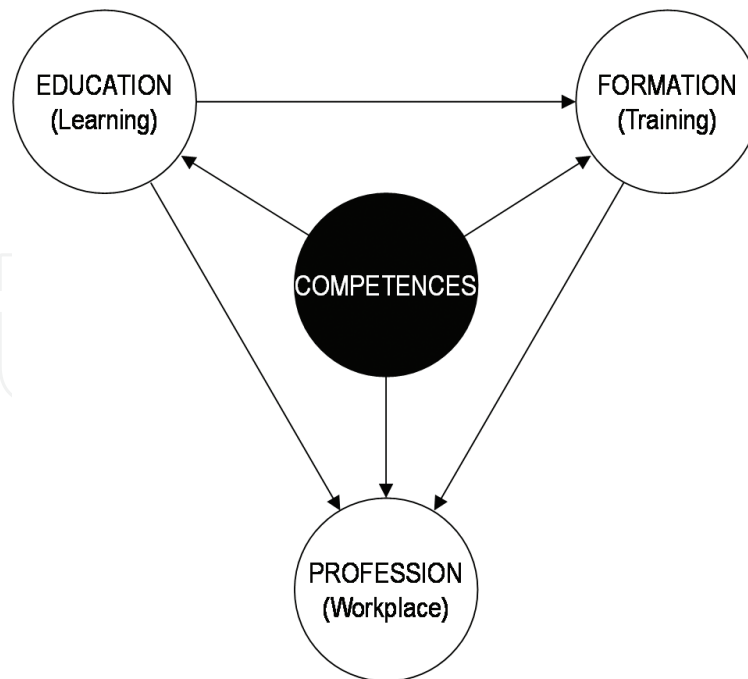 EDUCATION
(Learning)
FORMATION
(Training)
COMPETENCES
PROFESSION
(Workplace)